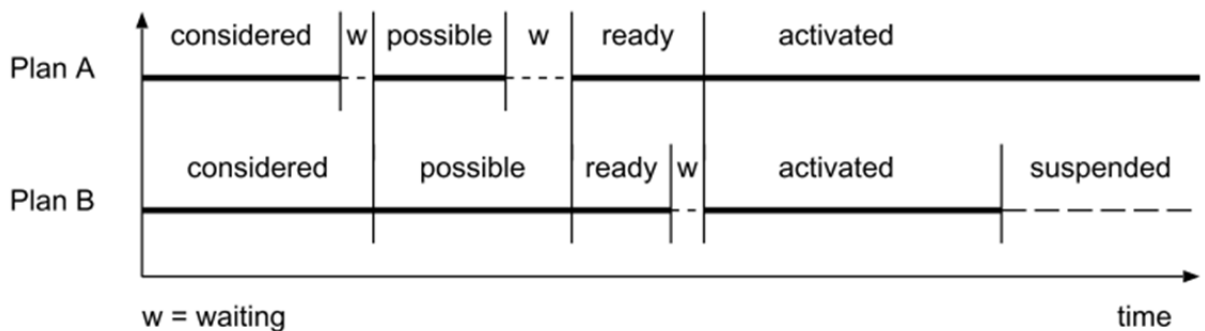 considered w possible w ready activated
Plan A
considered possible ready w activated suspended
Plan B
w = waiting time